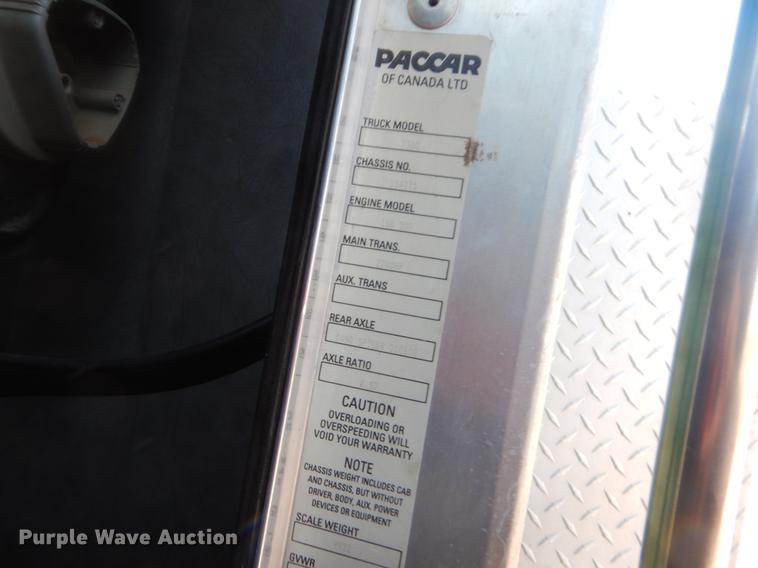 PACCAR
OF CANADA LTD
TRUCK MODEL
CHASSIS NO.
ENGINE MODEL
MAIN TRANS.
AUX. TRANS
REAR AXLE
AXLE RATIO
CAUTION
OVERLOADING OR
OVERSPEEDING WILL
VOID YOUR WARRANTY
NOTE
CHASSIS WEIGHT INCLUDES CAB
AND CHASSIS, BUT WITHOUT
DRIVER, BODY, AUX. POWER
DEVICES OR EQUIPMENT
SCALE WEIGHT
GVWR
Purple Wave Auction